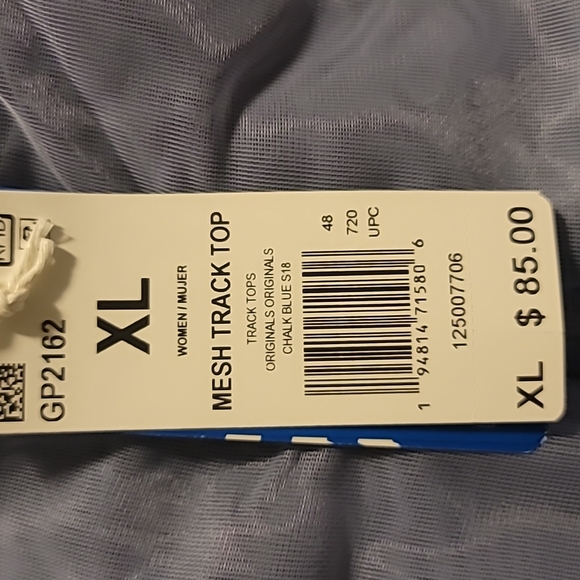 GP2162
XL
WOMEN / MUJER
MESH TRACK TOP
TRACK TOPS
ORIGINALS ORIGINALS
CHALK BLUE S18
48
720
UPC
1 94814 71580 6
125007706
XL $ 85.00